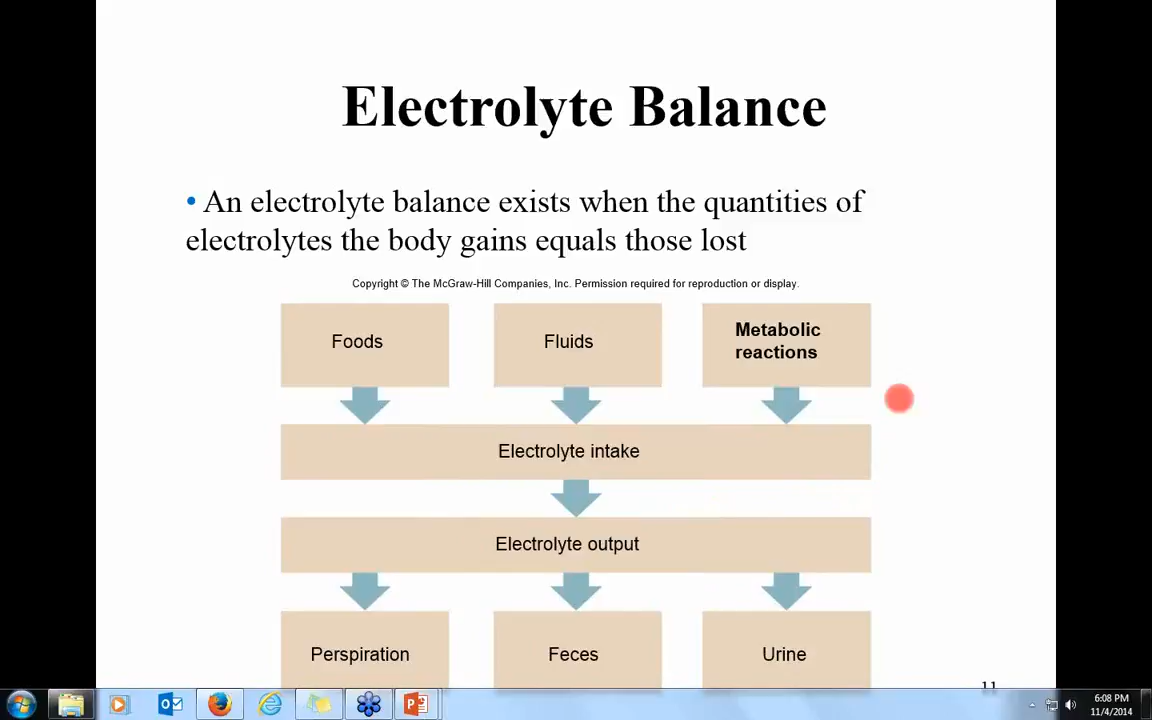 Electrolyte Balance
• An electrolyte balance exists when the quantities of
electrolytes the body gains equals those lost
Copyright © The McGraw-Hill Companies, Inc. Permission required for reproduction or display.
Foods
Fluids
Metabolic
reactions
Electrolyte intake
Electrolyte output
Perspiration
Feces
Urine
11
6:08 PM
11/4/2014